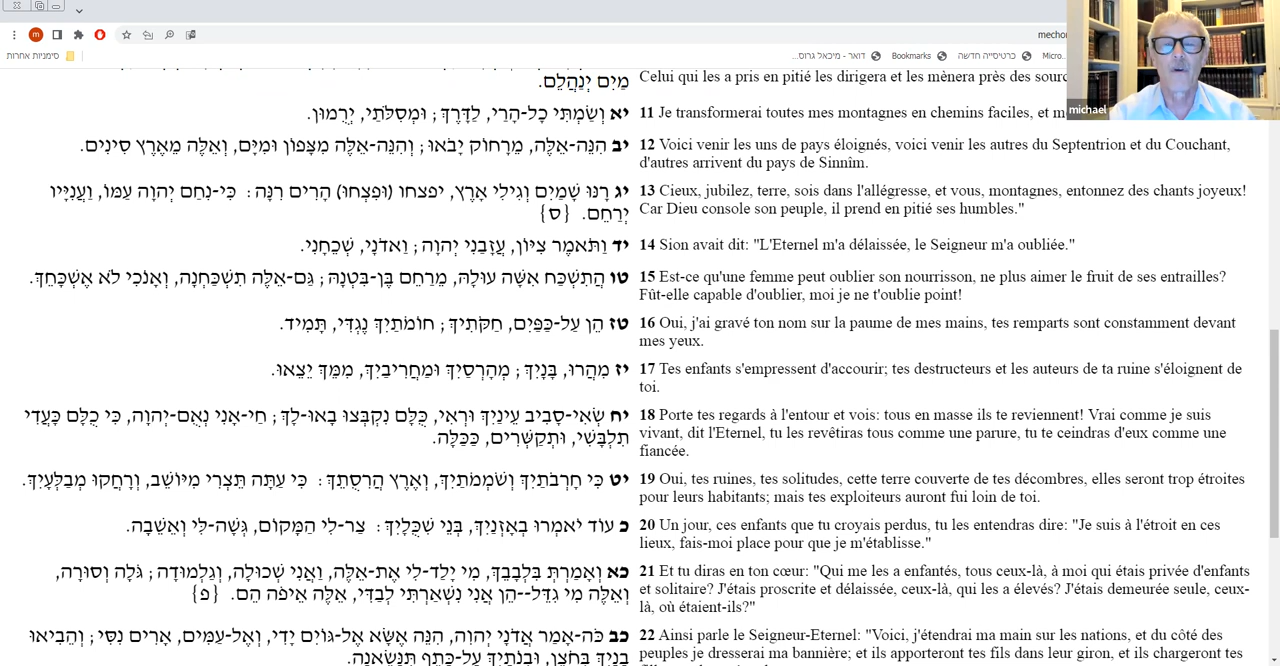 mechor
סימניות אחרות
דואר - מיכאל גרוס...
Bookmarks
כרטיסייה חדשה
Micro...
michael
מַיִם יְנַהֲלֵם.
יא וְשַׂמְתִּי כָל-הָרַי, לַדָּרֶךְ; וּמְסִלֹּתַי, יְרֻמוּן.
יב הִנֵּה-אֵלֶּה, מֵרָחוֹק יָבֹאוּ; וְהִנֵּה-אֵלֶּה מִצָּפוֹן וּמִיָּם, וְאֵלֶּה מֵאֶרֶץ סִינִים.
יג רָנּוּ שָׁמַיִם וְגִילִי אָרֶץ, יפצחו (וּפִצְחוּ) הָרִים רִנָּה: כִּי-נִחַם יְהוָה עַמּוֹ, וַעֲנִיָּיו
יְרַחֵם. {ס}
יד וַתֹּאמֶר צִיּוֹן, עֲזָבַנִי יְהוָה; וַאדֹנָי, שְׁכֵחָנִי.
טו הֲתִשְׁכַּח אִשָּׁה עוּלָהּ, מֵרַחֵם בֶּן-בִּטְנָהּ; גַּם-אֵלֶּה תִשְׁכַּחְנָה, וְאָנֹכִי לֹא אֶשְׁכָּחֵךְ.
טז הֵן עַל-כַּפַּיִם, חַקֹּתִיךְ; חוֹמֹתַיִךְ נֶגְדִּי, תָּמִיד.
יז מִהֲרוּ, בָּנָיִךְ; מְהָרְסַיִךְ וּמַחֲרִיבַיִךְ, מִמֵּךְ יֵצֵאוּ.
יח שְׂאִי-סָבִיב עֵינַיִךְ וּרְאִי, כֻּלָּם נִקְבְּצוּ בָאוּ-לָךְ; חַי-אָנִי נְאֻם-יְהוָה, כִּי כֻלָּם כָּעֲדִי
תִלְבָּשִׁי, וּתְקַשְּׁרִים, כַּכַּלָּה.
יט כִּי חָרְבֹתַיִךְ וְשֹׁמְמֹתַיִךְ, וְאֶרֶץ הֲרִסֻתֵךְ: כִּי עַתָּה תֵּצְרִי מִיּוֹשֵׁב, וְרָחֲקוּ מְבַלְּעָיִךְ.
כ עוֹד יֹאמְרוּ בְאָזְנַיִךְ, בְּנֵי שִׁכֻּלָיִךְ: צַר-לִי הַמָּקוֹם, גְּשָׁה-לִּי וְאֵשֵׁבָה.
כא וְאָמַרְתְּ בִּלְבָבֵךְ, מִי יָלַד-לִי אֶת-אֵלֶּה, וַאֲנִי שְׁכוּלָה, וְגַלְמוּדָה; גֹּלָה וְסוּרָה,
וְאֵלֶּה מִי גִדֵּל--הֵן אֲנִי נִשְׁאַרְתִּי לְבַדִּי, אֵלֶּה אֵיפֹה הֵם. {פ}
כב כֹּה-אָמַר אֲדֹנָי יְהוִה, הִנֵּה אֶשָּׂא אֶל-גּוֹיִם יָדִי, וְאֶל-עַמִּים, אָרִים נִסִּי; וְהֵבִיאוּ
בָנַיִךְ בְּחֹצֶן, וּבְנֹתַיִךְ עַל-כָּתֵף תִּנָּשֶׂאנָה.
Celui qui les a pris en pitié les dirigera et les mènera près des sourc
11 Je transformerai toutes mes montagnes en chemins faciles, et m
12 Voici venir les uns de pays éloignés, voici venir les autres du Septentrion et du Couchant,
d'autres arrivent du pays de Sinnîm.
13 Cieux, jubilez, terre, sois dans l'allégresse, et vous, montagnes, entonnez des chants joyeux!
Car Dieu console son peuple, il prend en pitié ses humbles."
14 Sion avait dit: "L'Eternel m'a délaissée, le Seigneur m'a oubliée."
15 Est-ce qu'une femme peut oublier son nourrisson, ne plus aimer le fruit de ses entrailles?
Fût-elle capable d'oublier, moi je ne t'oublie point!
16 Oui, j'ai gravé ton nom sur la paume de mes mains, tes remparts sont constamment devant
mes yeux.
17 Tes enfants s'empressent d'accourir; tes destructeurs et les auteurs de ta ruine s'éloignent de
toi.
18 Porte tes regards à l'entour et vois: tous en masse ils te reviennent! Vrai comme je suis
vivant, dit l'Eternel, tu les revêtiras tous comme une parure, tu te ceindras d'eux comme une
fiancée.
19 Oui, tes ruines, tes solitudes, cette terre couverte de tes décombres, elles seront trop étroites
pour leurs habitants; mais tes exploiteurs auront fui loin de toi.
20 Un jour, ces enfants que tu croyais perdus, tu les entendras dire: "Je suis à l'étroit en ces
lieux, fais-moi place pour que je m'établisse."
21 Et tu diras en ton cœur: "Qui me les a enfantés, tous ceux-là, à moi qui étais privée d'enfants
et solitaire? J'étais proscrite et délaissée, ceux-là, qui les a élevés? J'étais demeurée seule, ceux-
là, où étaient-ils?"
22 Ainsi parle le Seigneur-Eternel: "Voici, j'étendrai ma main sur les nations, et du côté des
peuples je dresserai ma bannière; et ils apporteront tes fils dans leur giron, et ils chargeront tes